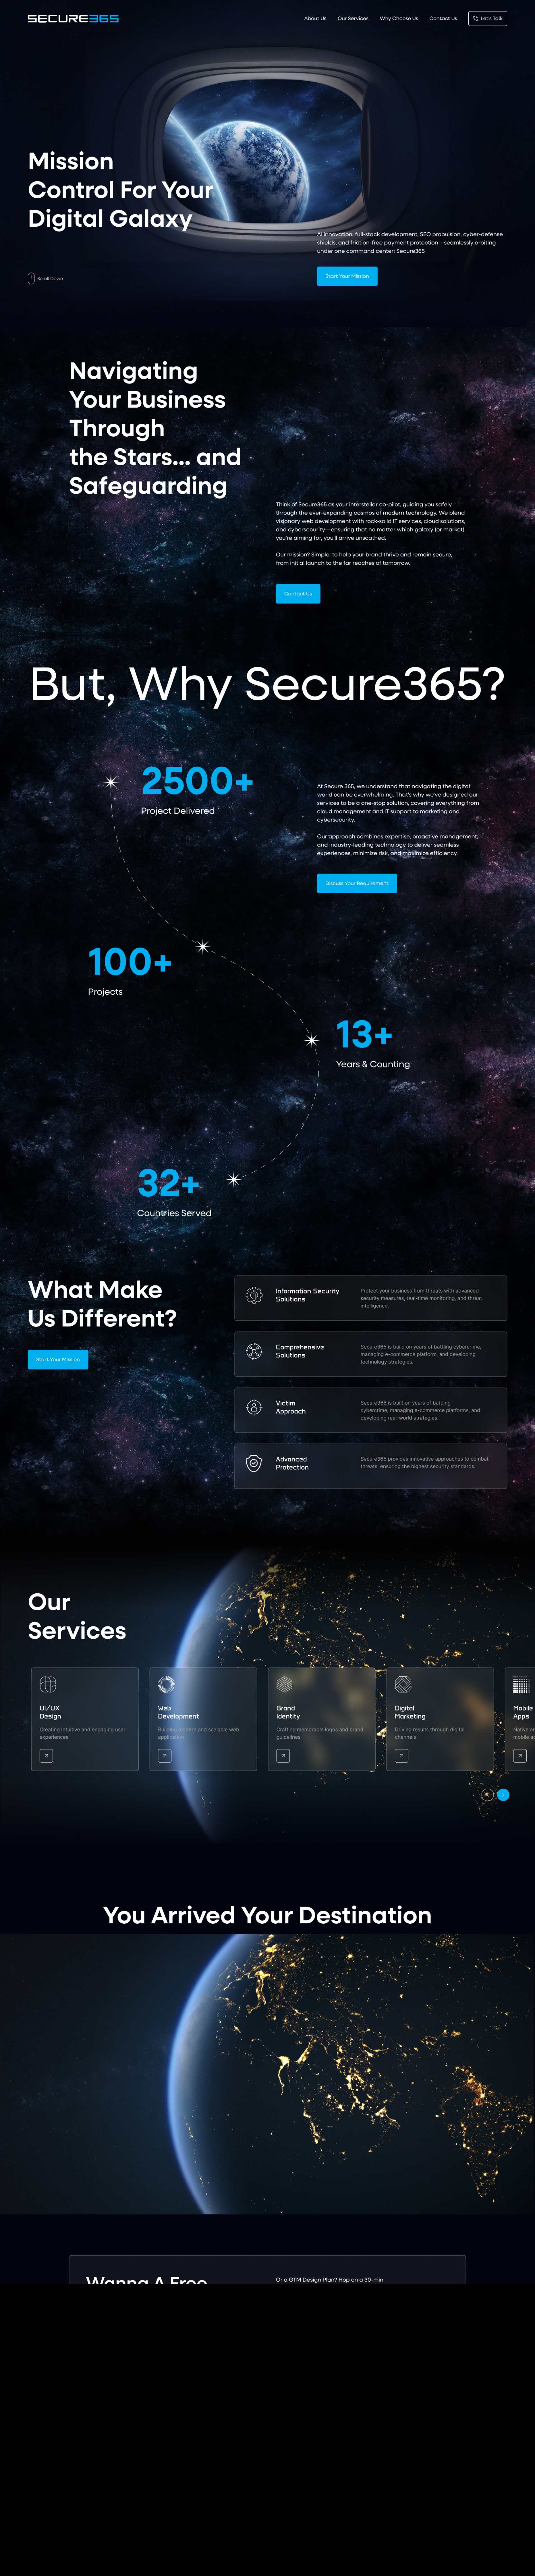 SECURE365
About Us
Our Services
Why Choose Us
Contact Us
Let's Talk
Mission
Control For Your
Digital Galaxy
AI innovation, full-stack development, SEO propulsion, cyber-defense
shields, and friction-free payment protection—seamlessly orbiting
under one command center: Secure365
Start Your Mission
Scroll Down
Navigating
Your Business
Through
the Stars... and
Safeguarding
Think of Secure365 as your interstellar co-pilot, guiding you safely
through the ever-expanding cosmos of modern technology. We blend
visionary web development with rock-solid IT services, cloud solutions,
and cybersecurity—ensuring that no matter which galaxy (or market)
you're aiming for, you'll arrive unscathed.
Our mission? Simple: to help your brand thrive and remain secure,
from initial launch to the far reaches of tomorrow.
Contact Us
But, Why Secure365?
2500+
Project Delivered
At Secure 365, we understand that navigating the digital
world can be overwhelming. That's why we've designed our
services to be a one-stop solution, covering everything from
cloud management and IT support to marketing and
cybersecurity.
Our approach combines expertise, proactive management,
and industry-leading technology to deliver seamless
experiences, minimize risk, and maximize efficiency.
Discuss Your Requirement
100+
Projects
13+
Years & Counting
32+
Countries Served
What Make
Us Different?
Start Your Mission
Information Security
Solutions
Protect your business from threats with advanced
security measures, real-time monitoring, and threat
intelligence.
Comprehensive
Solutions
Secure365 is build on years of battling cybercrime,
managing e-commerce platform, and developing
technology strategies.
Victim
Approach
Secure365 is built on years of battling
cybercrime, managing e-commerce platforms, and
developing real-world strategies.
Advanced
Protection
Secure365 provides innovative approaches to combat
threats, ensuring the highest security standards.
Our
Services
UI/UX
Design
Creating intuitive and engaging user
experiences
Web
Development
Building modern and scalable web
applications
Brand
Identity
Crafting memorable logos and brand
guidelines
Digital
Marketing
Driving results through digital
channels
Mobile
Apps
Native an
mobile ap
You Arrived Your Destination
Wanna A Free
Or a GTM Design Plan? Hop on a 30-min